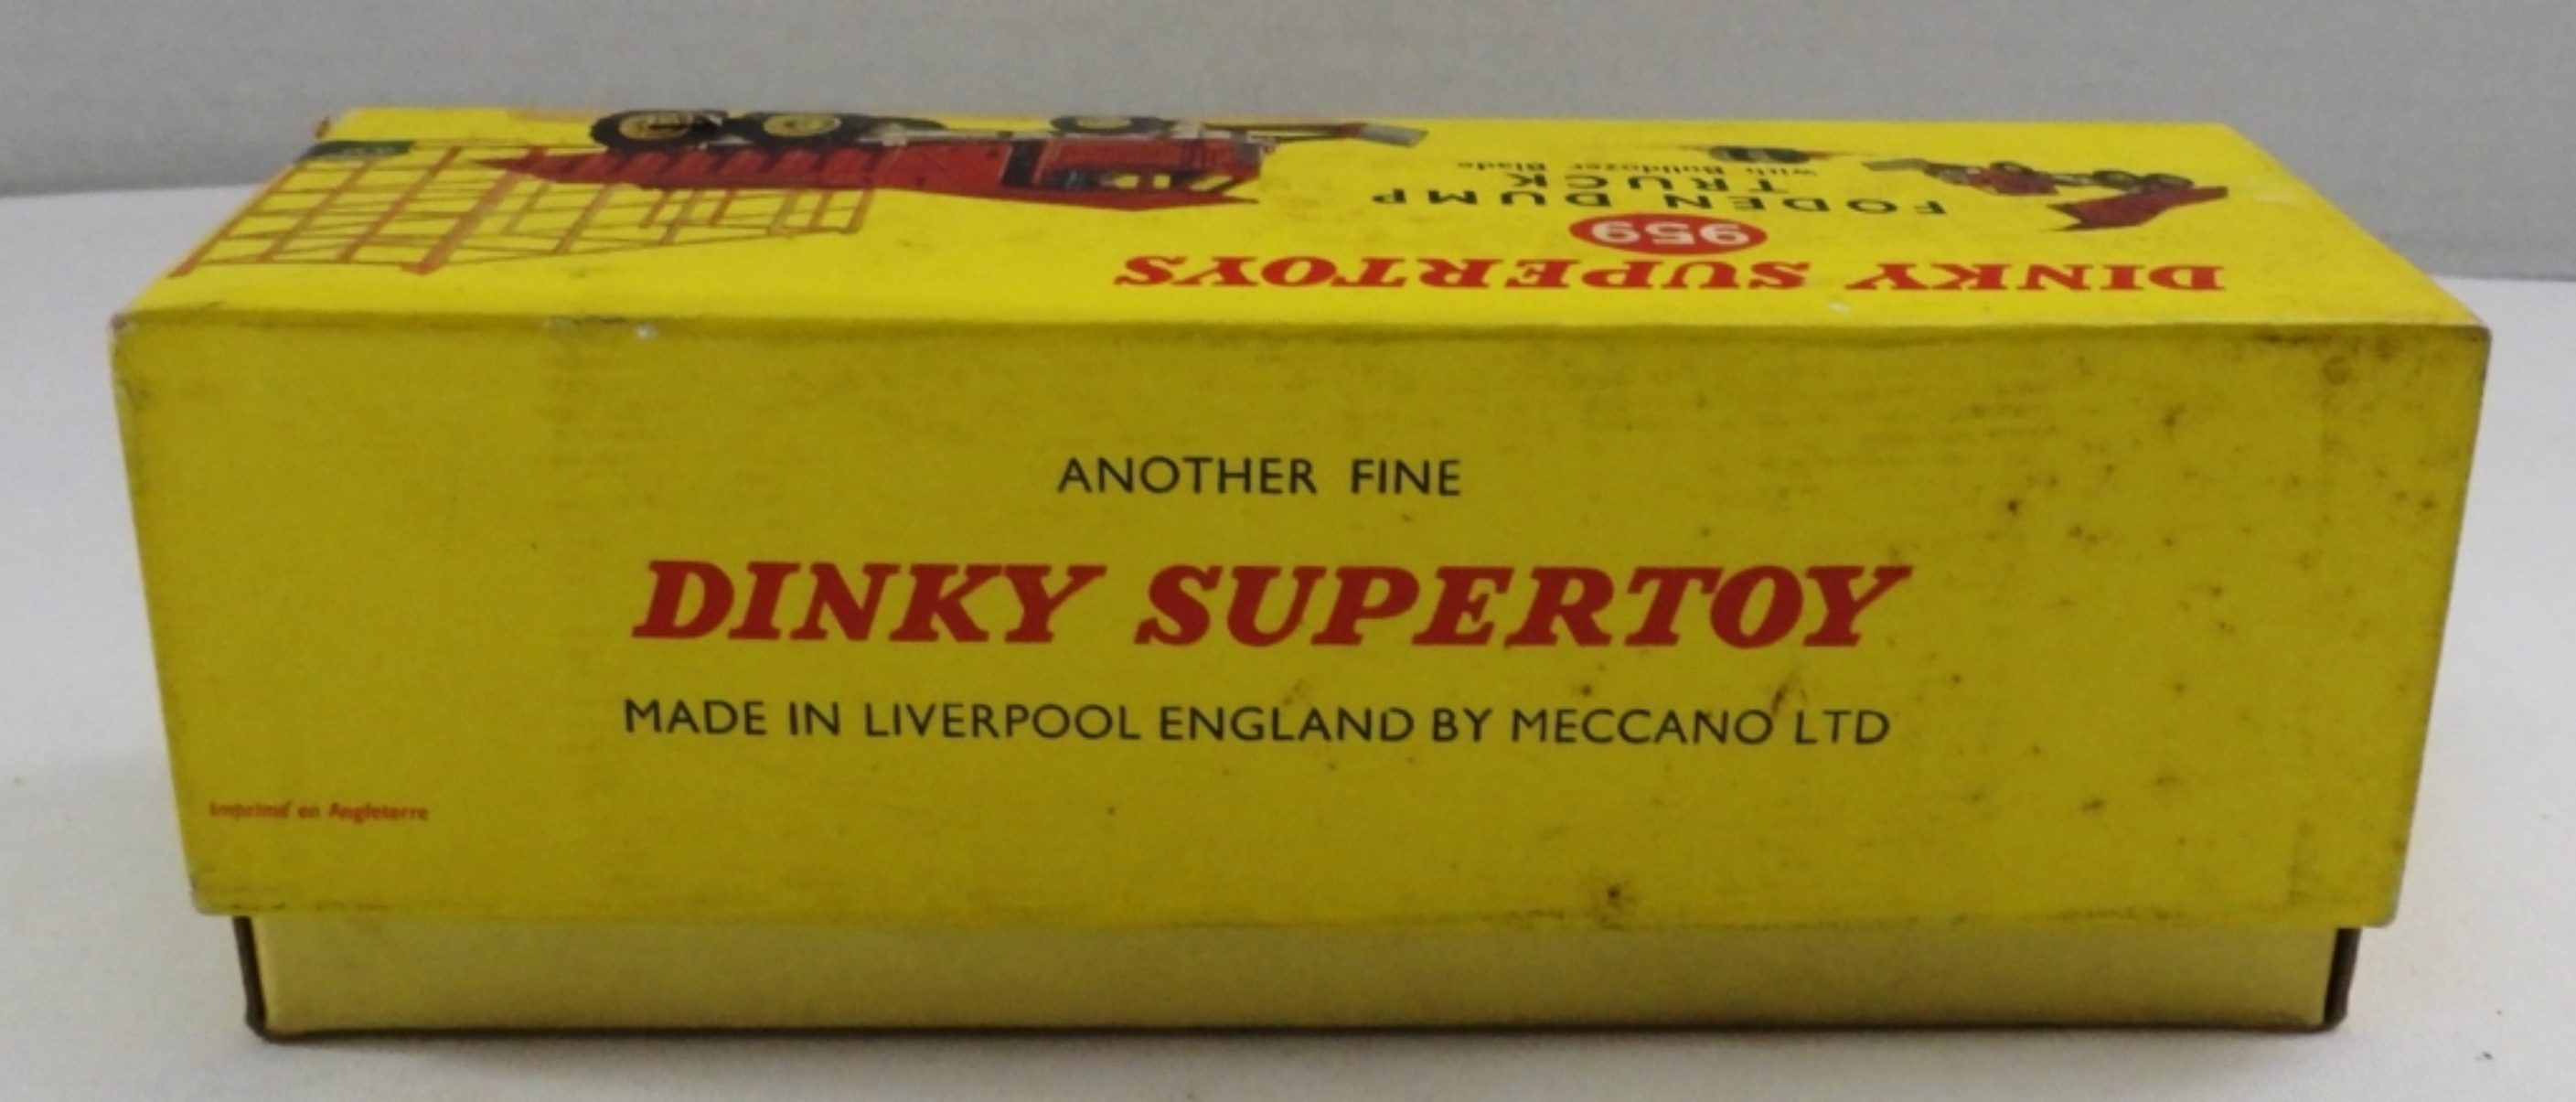 DINKY SUPERTOYS
959
FODEN DUMP
TRUCK
with Bulldozer Blade
ANOTHER FINE
DINKY SUPERTOY
MADE IN LIVERPOOL ENGLAND BY MECCANO LTD
Imprimé en Angleterre